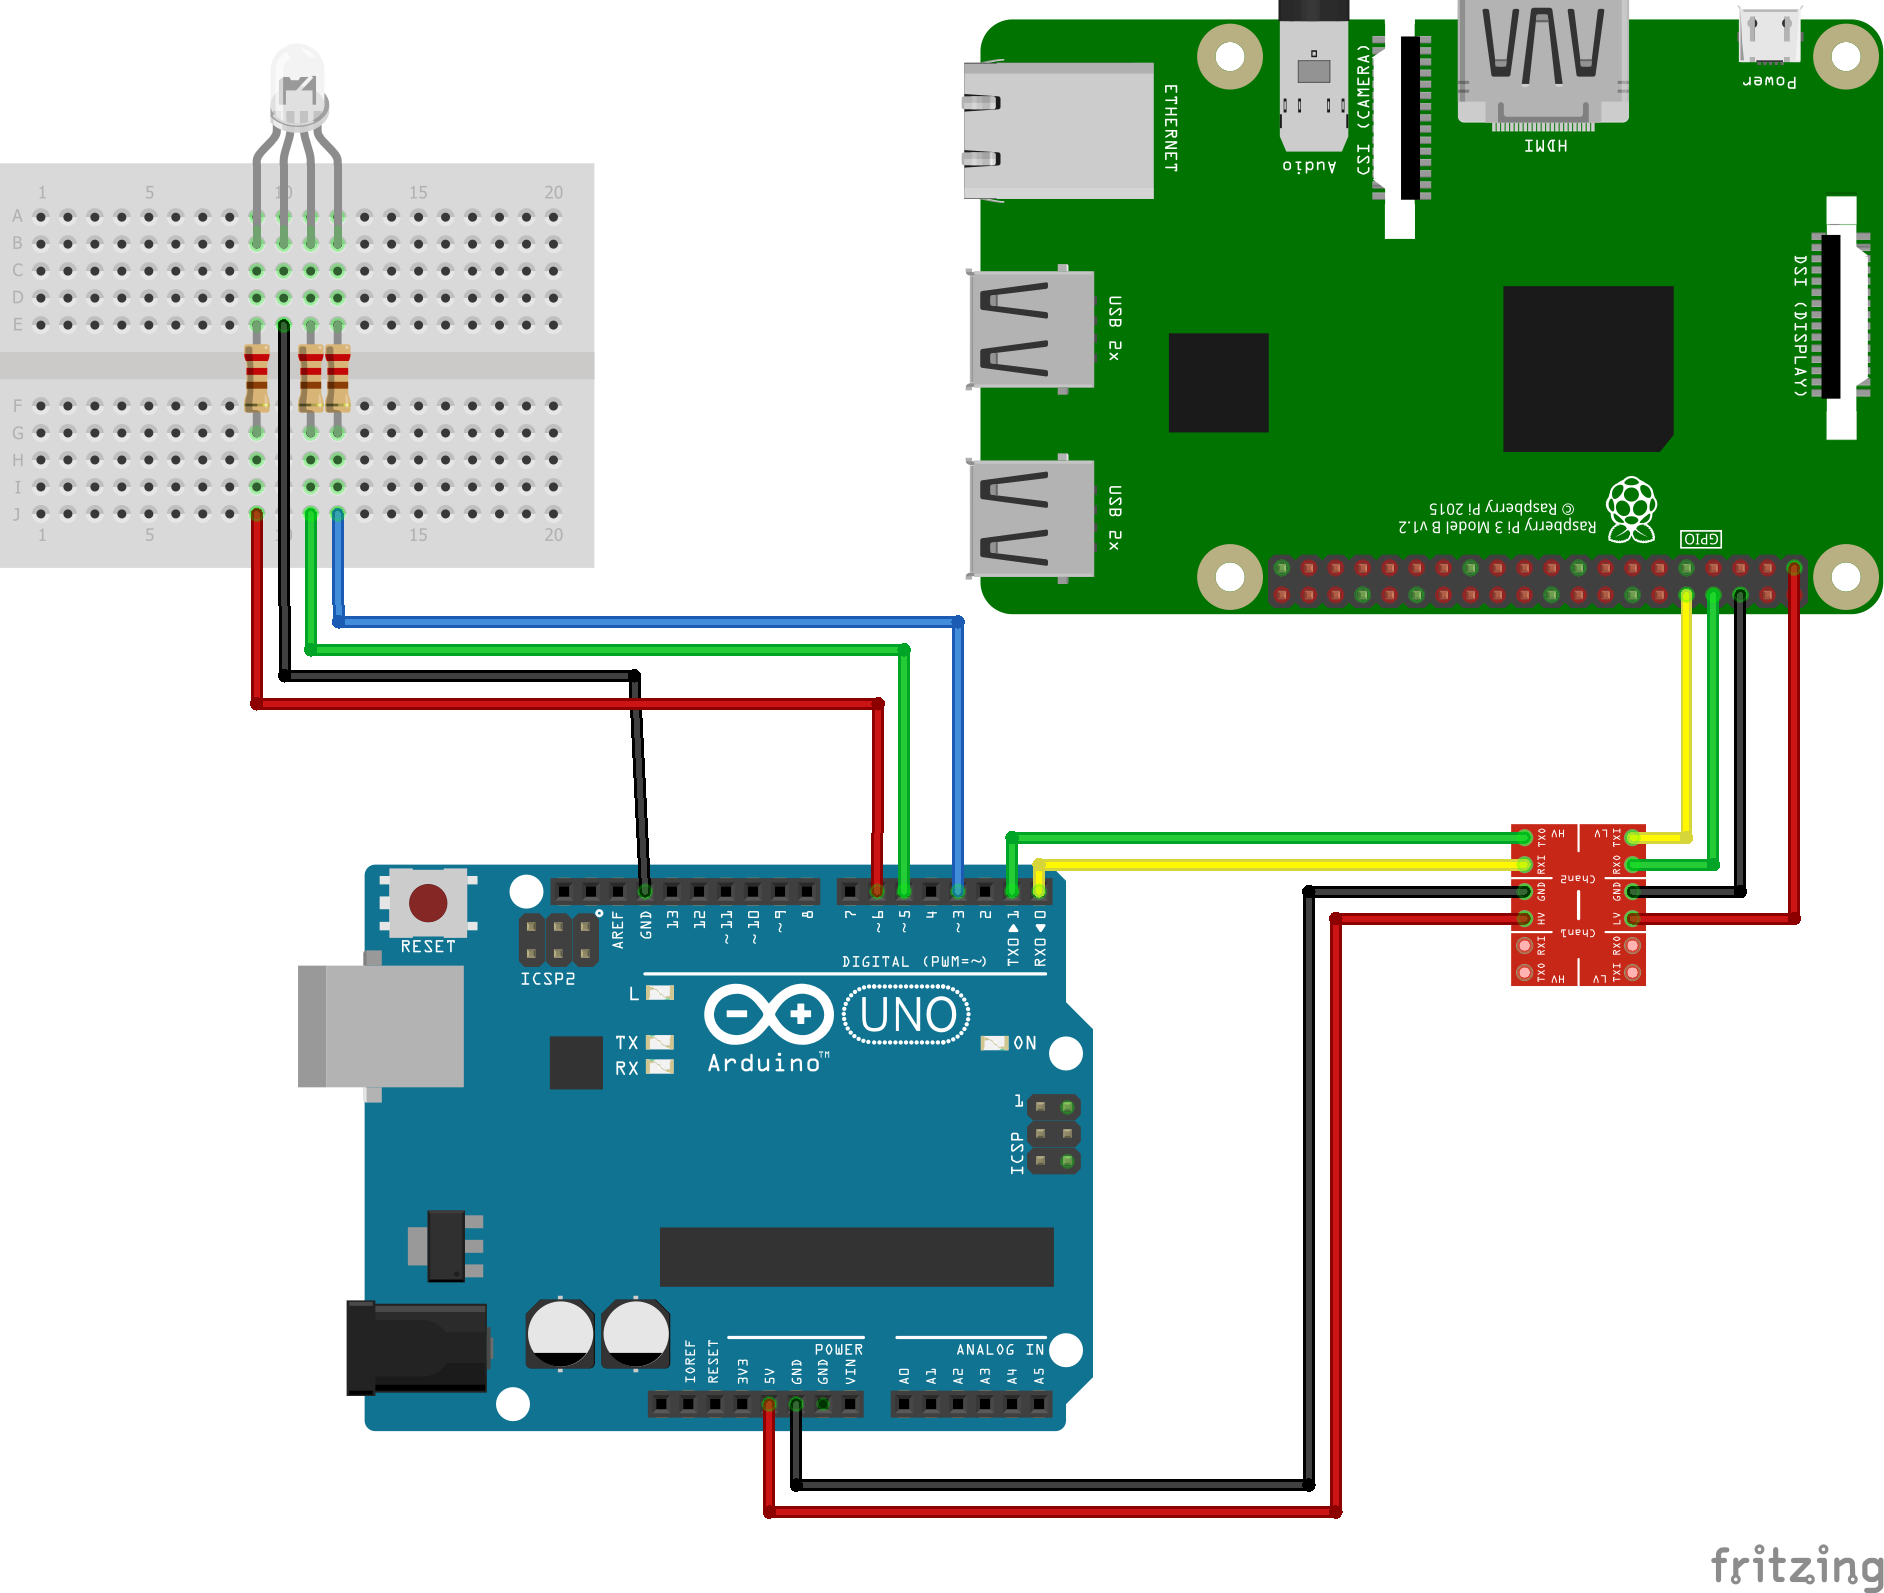 1 5 10 15 20
A
B
C
D
E
F
G
H
I
J
1 5 10 15 20
ETHERNET
Audio
CSI (CAMERA)
HDMI
Power
DSI (DISPLAY)
USB 2x
USB 2x
© Raspberry Pi 2015
Raspberry Pi 3 Model B v1.2
GPIO
TXO HV LV TXI
RXI RXO
Chan2
GND GND
HV LV
Chan1
RXI RXO
TXO HV LV TXI
RESET
ICSP2
AREF
GND
13
12
~11
~10
~9
8
7
~6
~5
4
~3
2
TX0 1
RX0 0
DIGITAL (PWM=~)
L
TX
RX
UNO
ON
Arduino™
1
ICSP
POWER
ANALOG IN
IOREF
RESET
3V3
5V
GND
GND
VIN
A0
A1
A2
A3
A4
A5
fritzing